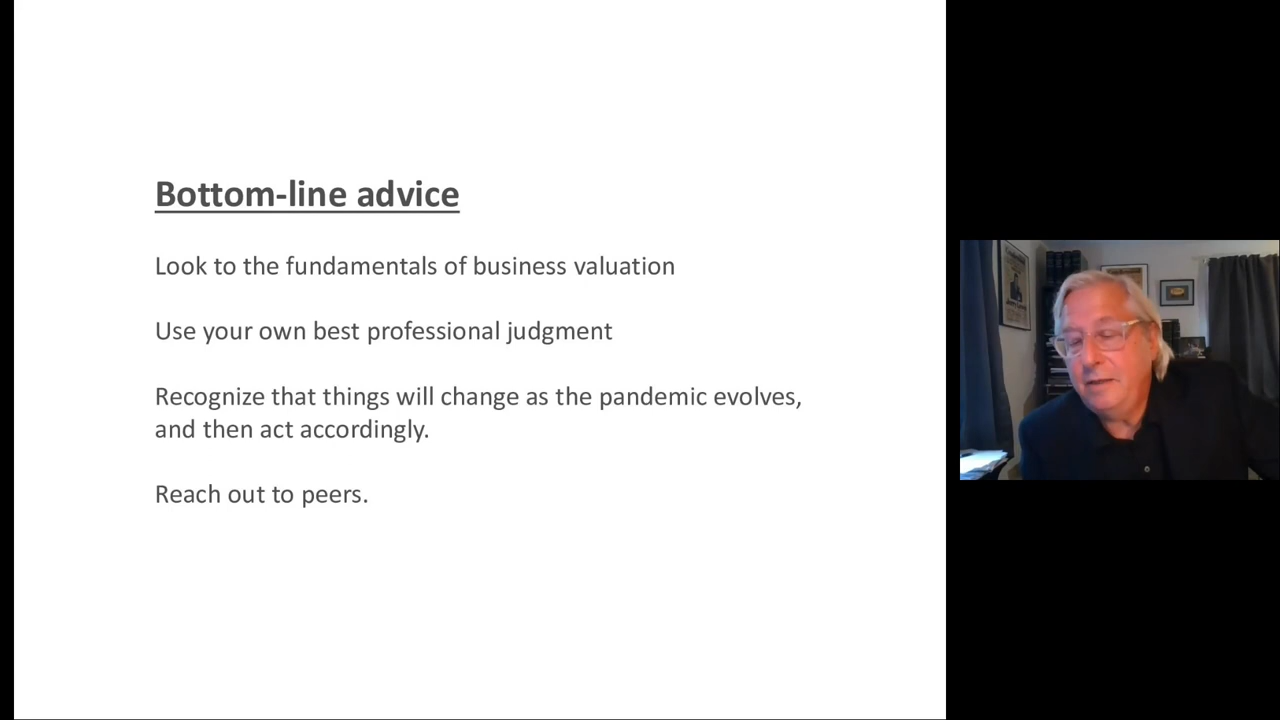 Bottom-line advice
Look to the fundamentals of business valuation
Use your own best professional judgment
Recognize that things will change as the pandemic evolves,
and then act accordingly.
Reach out to peers.